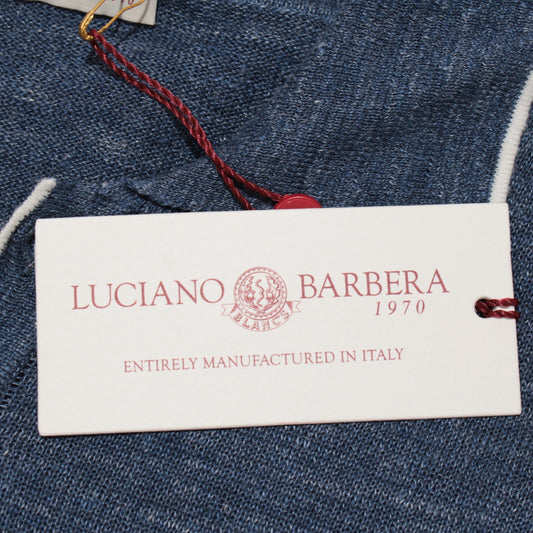 LUCIANO BARBERA
BLANCS
1970
ENTIRELY MANUFACTURED IN ITALY